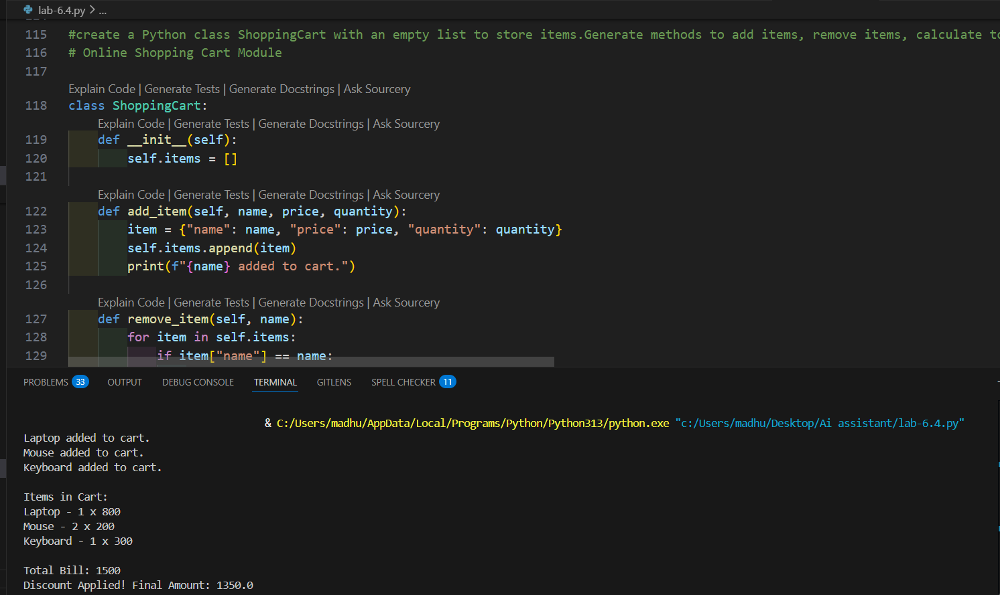 lab-6.4.py > ...
115 #create a Python class ShoppingCart with an empty list to store items.Generate methods to add items, remove items, calculate
116 # Online Shopping Cart Module
117
Explain Code | Generate Tests | Generate Docstrings | Ask Sourcery
118 class ShoppingCart:
Explain Code | Generate Tests | Generate Docstrings | Ask Sourcery
119     def __init__(self):
120         self.items = []
121
Explain Code | Generate Tests | Generate Docstrings | Ask Sourcery
122     def add_item(self, name, price, quantity):
123         item = {"name": name, "price": price, "quantity": quantity}
124         self.items.append(item)
125         print(f"{name} added to cart.")
126
Explain Code | Generate Tests | Generate Docstrings | Ask Sourcery
127     def remove_item(self, name):
128         for item in self.items:
129             if item["name"] == name:
PROBLEMS 33 OUTPUT DEBUG CONSOLE TERMINAL GITLENS SPELL CHECKER 11
& C:/Users/madhu/AppData/Local/Programs/Python/Python313/python.exe "c:/Users/madhu/Desktop/Ai assistant/lab-6.4.py"
Laptop added to cart.
Mouse added to cart.
Keyboard added to cart.
Items in Cart:
Laptop - 1 x 800
Mouse - 2 x 200
Keyboard - 1 x 300
Total Bill: 1500
Discount Applied! Final Amount: 1350.0